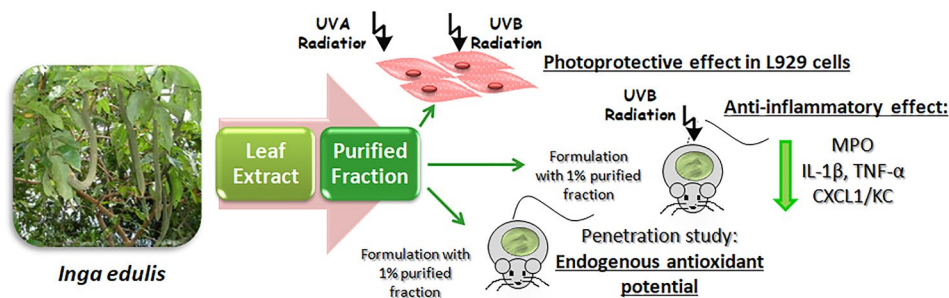 UVA
Radiation
UVB
Radiation
Photoprotective effect in L929 cells
UVB
Radiation
Anti-inflammatory effect:
MPO
IL-1β, TNF-α
CXCL1/KC
Leaf
Extract
Purified
Fraction
Formulation
with 1% purified
fraction
Formulation with
1% purified
fraction
Penetration study:
Endogenous antioxidant
potential
Inga edulis